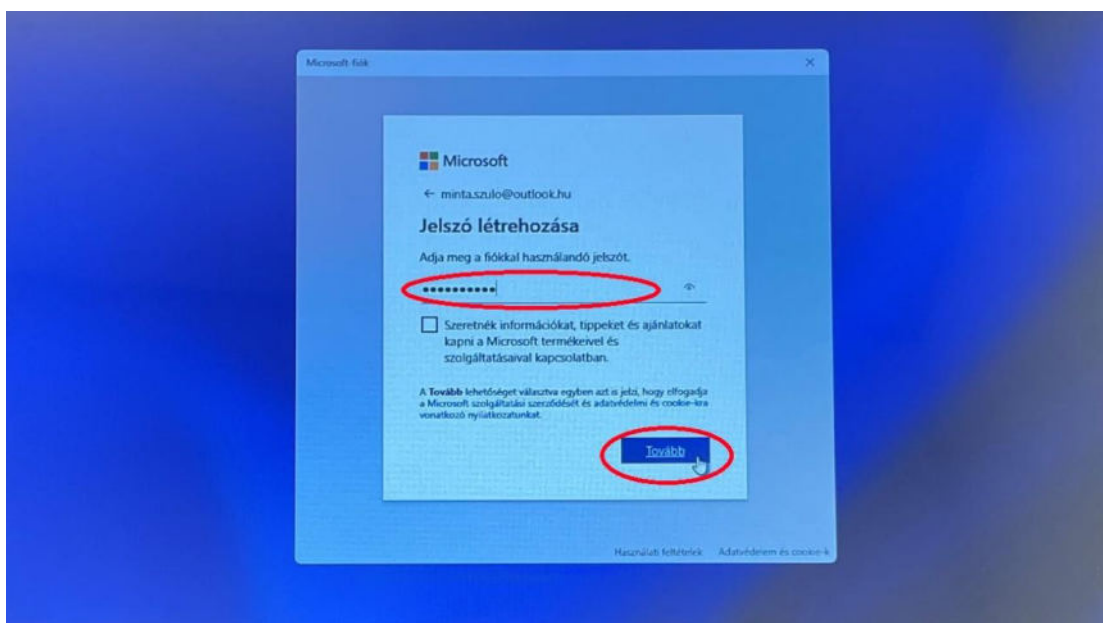 Microsoft-fiók
Microsoft
← minta.szulo@outlook.hu
Jelszó létrehozása
Adja meg a fiókkal használandó jelszót.
••••••••••
Szeretnék információkat, tippeket és ajánlatokat
kapni a Microsoft termékeivel és
szolgáltatásaival kapcsolatban.
A Tovább lehetőséget választva egyben azt is jelzi, hogy elfogadja
a Microsoft szolgáltatási szerződését és adatvédelmi és cookie-kra
vonatkozó nyilatkozatunkat.
Tovább
Használati feltételek Adatvédelem és cookie-k